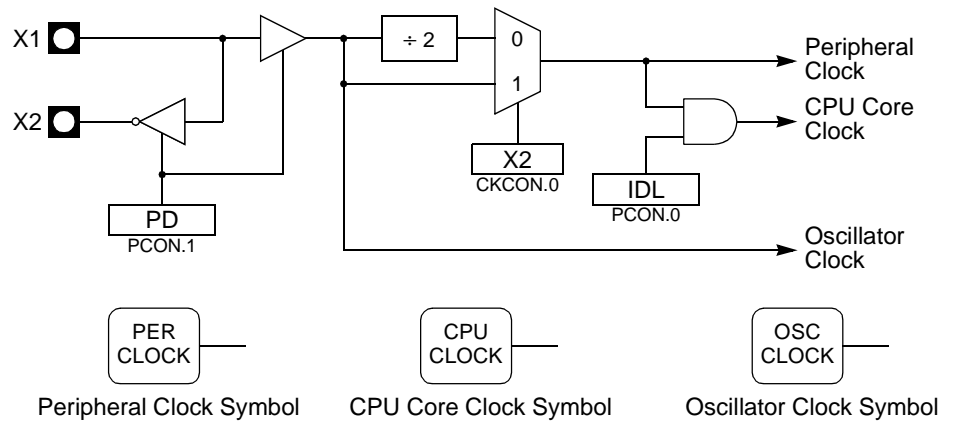 X1
÷ 2
0
1
Peripheral
Clock
X2
CPU Core
Clock
X2
CKCON.0
IDL
PCON.0
PD
PCON.1
Oscillator
Clock
PER
CLOCK
CPU
CLOCK
OSC
CLOCK
Peripheral Clock Symbol
CPU Core Clock Symbol
Oscillator Clock Symbol